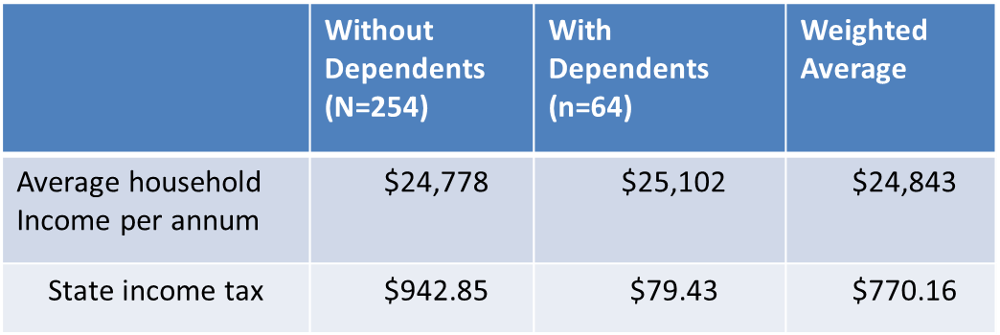 Without
Dependents
(N=254)
With
Dependents
(n=64)
Weighted
Average
Average household
Income per annum
$24,778
$25,102
$24,843
State income tax
$942.85
$79.43
$770.16